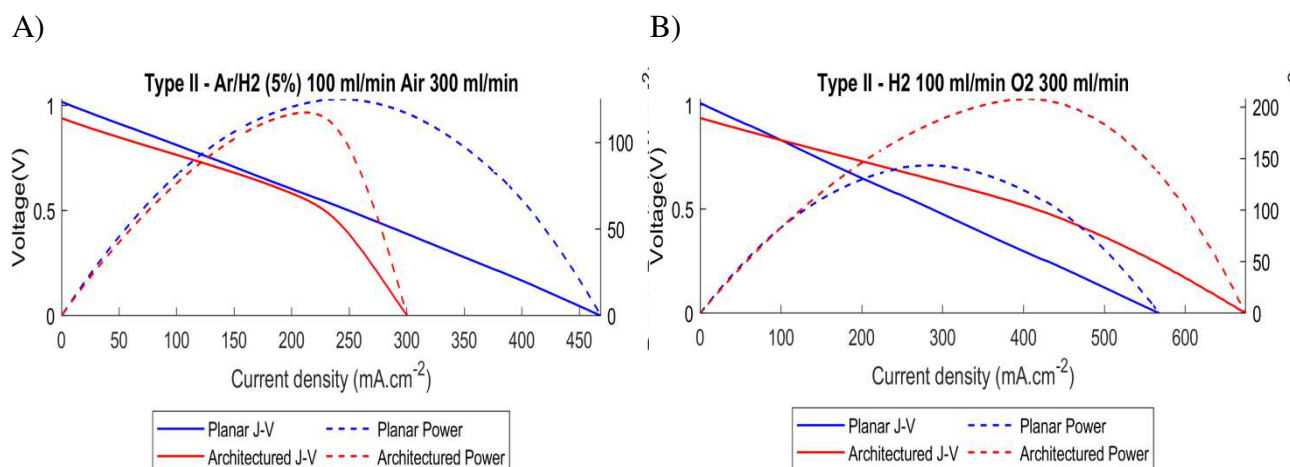 A)
B)
Type II - Ar/H2 (5%) 100 ml/min Air 300 ml/min
Voltage(V)
1
0.5
0
100
50
0
0 50 100 150 200 250 300 350 400 450
Current density (mA.cm-2)
Planar J-V
Planar Power
Architectured J-V
Architectured Power
Type II - H2 100 ml/min O2 300 ml/min
Voltage(V)
1
0.5
0
200
150
100
50
0
0 100 200 300 400 500 600
Current density (mA.cm-2)
Planar J-V
Planar Power
Architectured J-V
Architectured Power